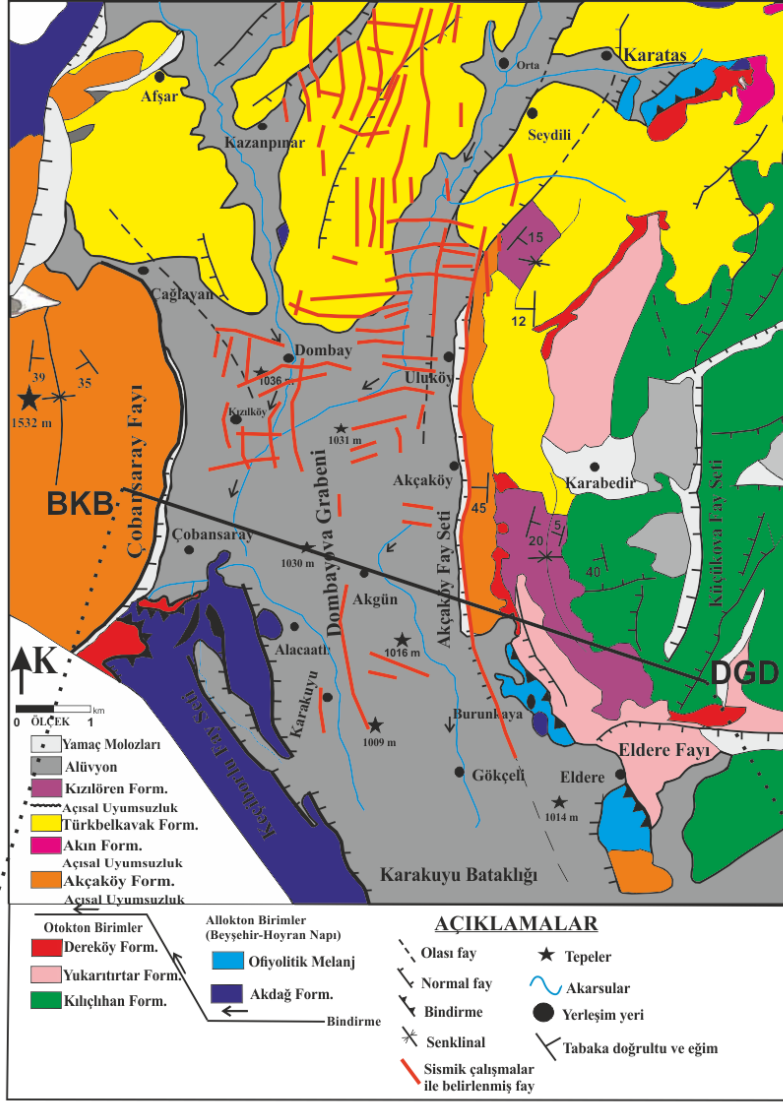 Afşar
Orta
Karataş
Kazanpınar
Seydili
15
Çağlayan
12
Dombay
Uluköy
39
35
1036 m
1532 m
Kızılköy
1031 m
Çobansaray Fayı
Akçaköy
Karabedir
BKB
45
Küçükova Fay Seti
Dombayova Grabeni
Akçaköy Fay Seti
5
20
Çobansaray
1030 m
40
Akgün
Alacaatlı
1016 m
K
DGD
Karakuyu
Burunkaya
Keçiborlu Fay Seti
0 ÖLÇEK 1 km
1009 m
Eldere Fayı
Gökçeli
Eldere
1014 m
Karakuyu Bataklığı
Yamaç Molozları
Alüvyon
Kızılören Form.
Açısal Uyumsuzluk
Türkbelkavak Form.
Akın Form.
Açısal Uyumsuzluk
Akçaköy Form.
Açısal Uyumsuzluk
Otokton Birimler
Dereköy Form.
Yukarıtırtar Form.
Kılıçlıhan Form.
Allokton Birimler
(Beyşehir-Hoyran Napı)
Ofiyolitik Melanj
Akdağ Form.
Bindirme
AÇIKLAMALAR
Olası fay
Normal fay
Bindirme
Senklinal
Sismik çalışmalar
ile belirlenmiş fay
Tepeler
Akarsular
Yerleşim yeri
Tabaka doğrultu ve eğim